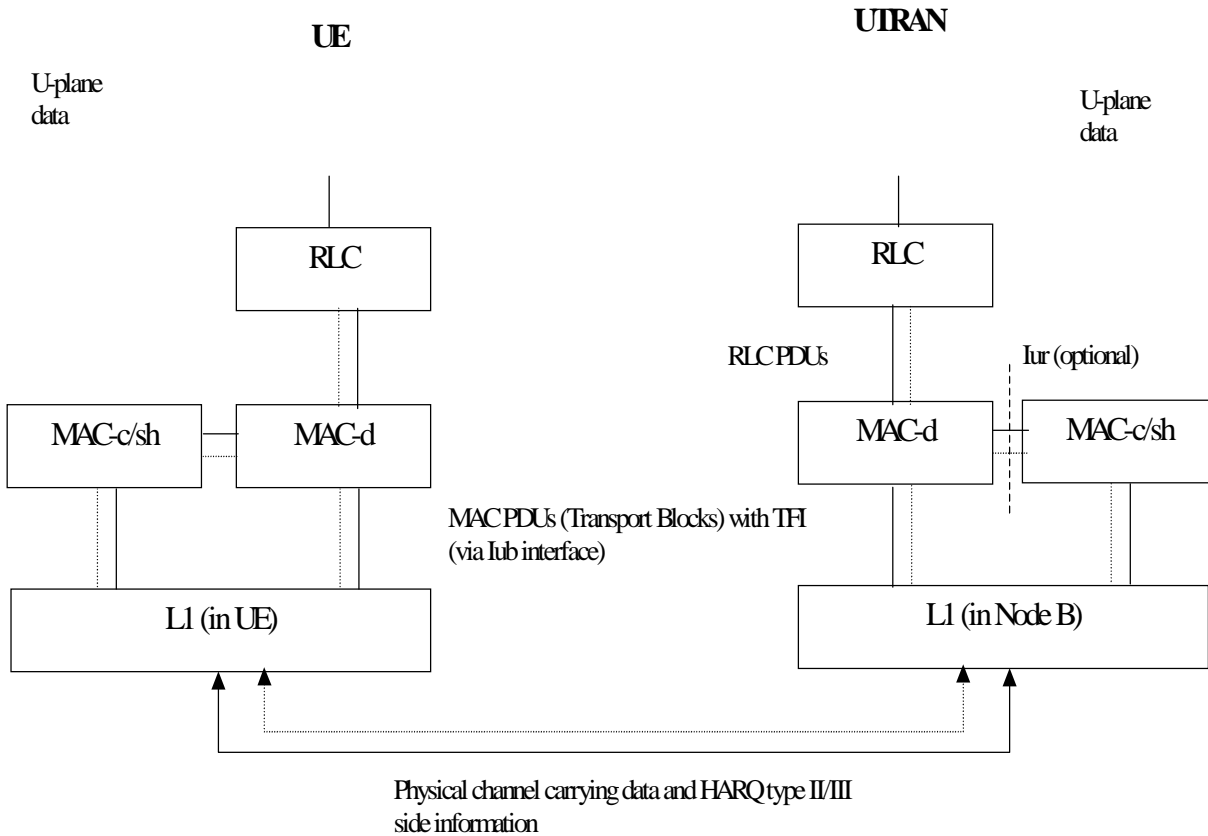 UE
UTRAN
U-plane
data
U-plane
data
RLC
RLC
RLC PDUs
Iur (optional)
MAC-c/sh
MAC-d
MAC-d
MAC-c/sh
MAC PDUs (Transport Blocks) with TFI
(via Iub interface)
L1 (in UE)
L1 (in Node B)
Physical channel carrying data and HARQ type II/III
side information